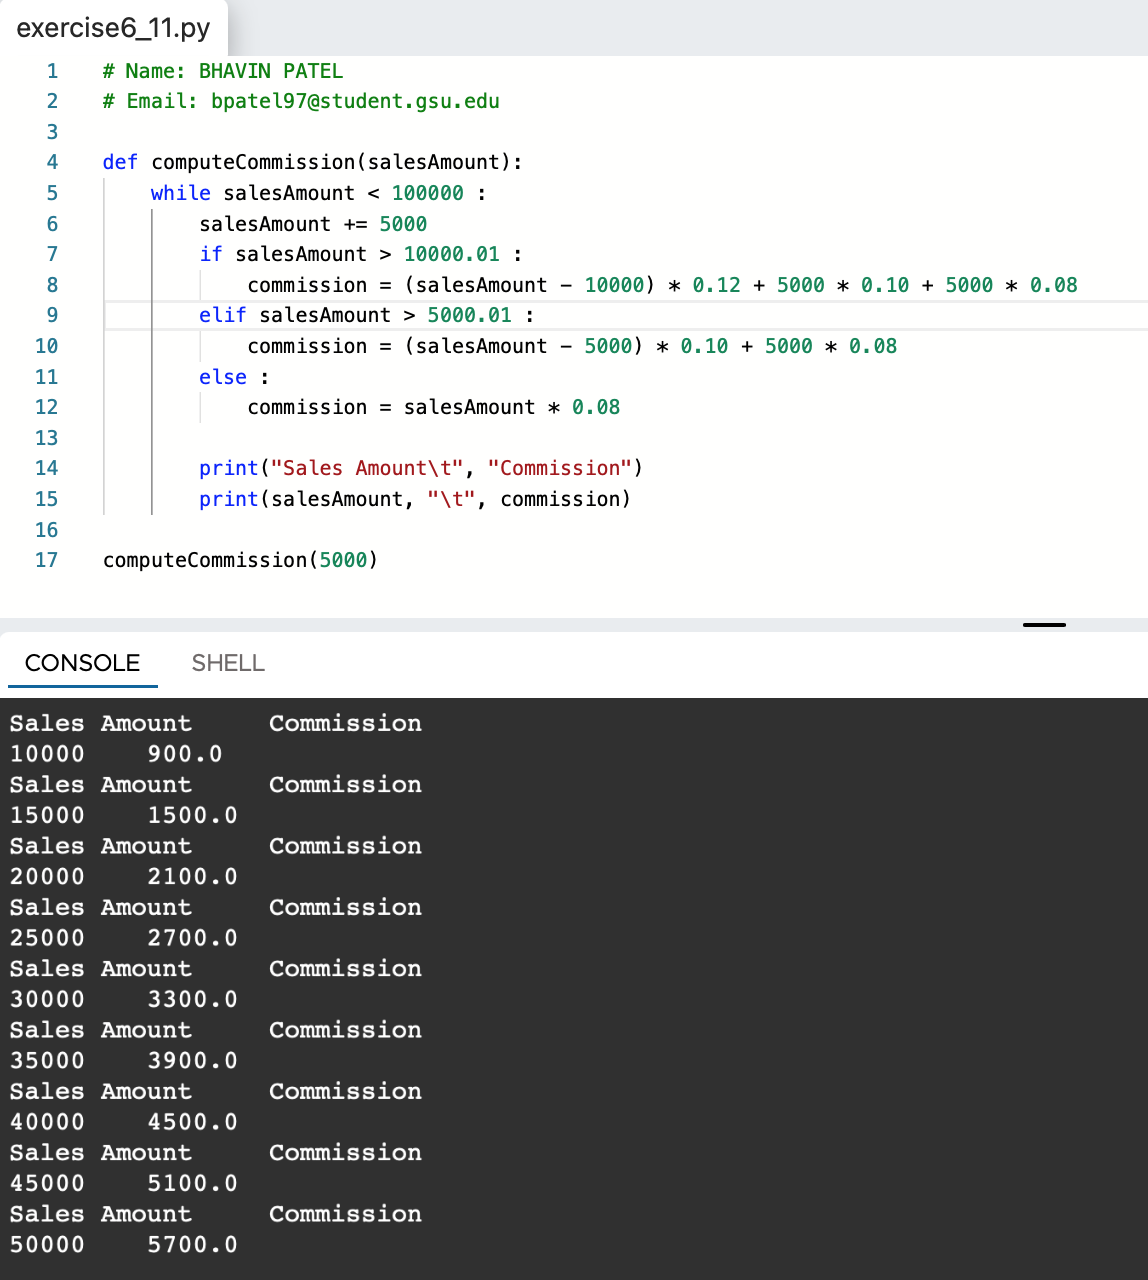 exercise6_11.py
1 # Name: BHAVIN PATEL
2 # Email: bpatel97@student.gsu.edu
3
4 def computeCommission(salesAmount):
5     while salesAmount < 100000 :
6         salesAmount += 5000
7         if salesAmount > 10000.01 :
8             commission = (salesAmount - 10000) * 0.12 + 5000 * 0.10 + 5000 * 0.08
9         elif salesAmount > 5000.01 :
10             commission = (salesAmount - 5000) * 0.10 + 5000 * 0.08
11         else :
12             commission = salesAmount * 0.08
13
14         print("Sales Amount\t", "Commission")
15         print(salesAmount, "\t", commission)
16
17 computeCommission(5000)
CONSOLE SHELL
Sales Amount Commission
10000 900.0
Sales Amount Commission
15000 1500.0
Sales Amount Commission
20000 2100.0
Sales Amount Commission
25000 2700.0
Sales Amount Commission
30000 3300.0
Sales Amount Commission
35000 3900.0
Sales Amount Commission
40000 4500.0
Sales Amount Commission
45000 5100.0
Sales Amount Commission
50000 5700.0